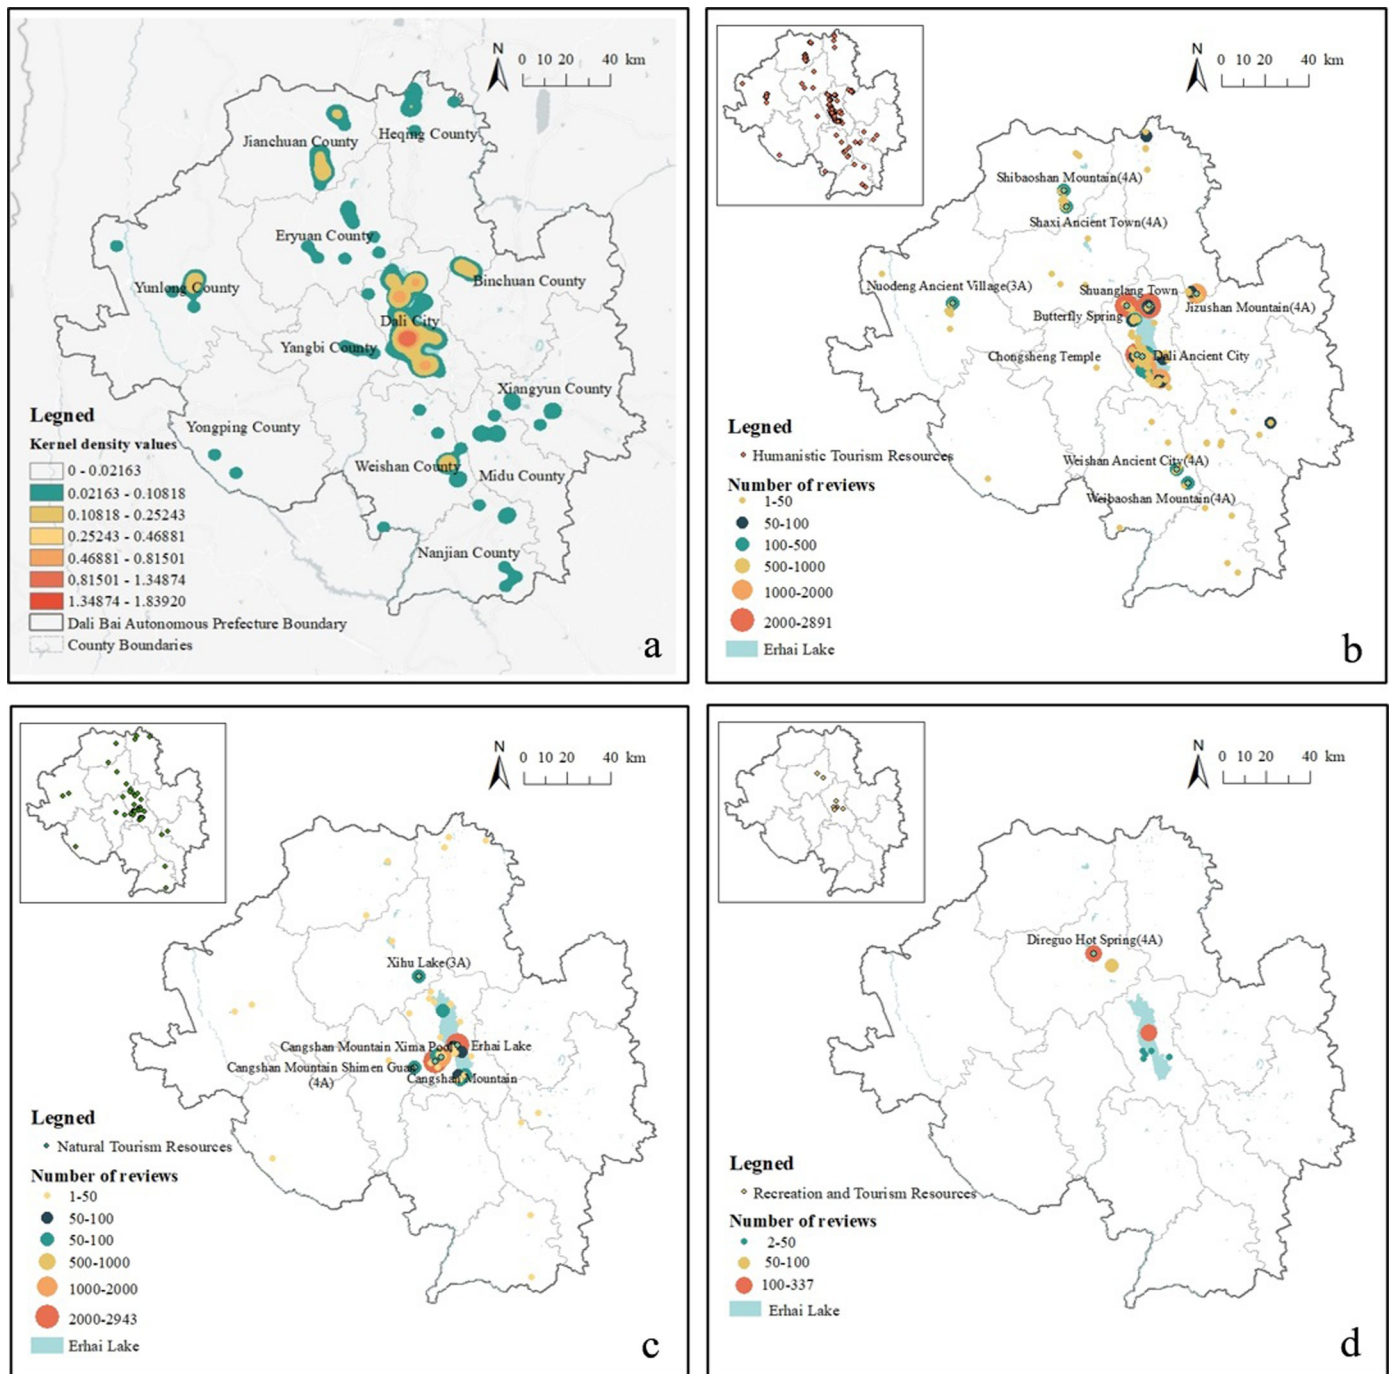 N
0 10 20 40 km
Jianchuan County
Heqing County
Eryuan County
Binchuan County
Yunlong County
Dali City
Yangbi County
Xiangyun County
Yongping County
Weishan County
Midu County
Nanjian County
Legned
Kernel density values
0 - 0.02163
0.02163 - 0.10818
0.10818 - 0.25243
0.25243 - 0.46881
0.46881 - 0.81501
0.81501 - 1.34874
1.34874 - 1.83920
Dali Bai Autonomous Prefecture Boundary
County Boundaries
a
N
0 10 20 40 km
Shibaoshan Mountain(4A)
Shaxi Ancient Town(4A)
Nuodeng Ancient Village(3A)
Shuanglang Town
Jizushan Mountain(4A)
Butterfly Spring
Chongsheng Temple
Dali Ancient City
Weishan Ancient City(4A)
Weibaoshan Mountain(4A)
Legned
Humanistic Tourism Resources
Number of reviews
1-50
50-100
100-500
500-1000
1000-2000
2000-2891
Erhai Lake
b
N
0 10 20 40 km
Xihu Lake(3A)
Cangshan Mountain Xima Pool
Erhai Lake
Cangshan Mountain Shimen Guan
(4A)
Cangshan Mountain
Legned
Natural Tourism Resources
Number of reviews
1-50
50-100
50-100
500-1000
1000-2000
2000-2943
Erhai Lake
c
N
0 10 20 40 km
Direguo Hot Spring(4A)
Legned
Recreation and Tourism Resources
Number of reviews
2-50
50-100
100-337
Erhai Lake
d